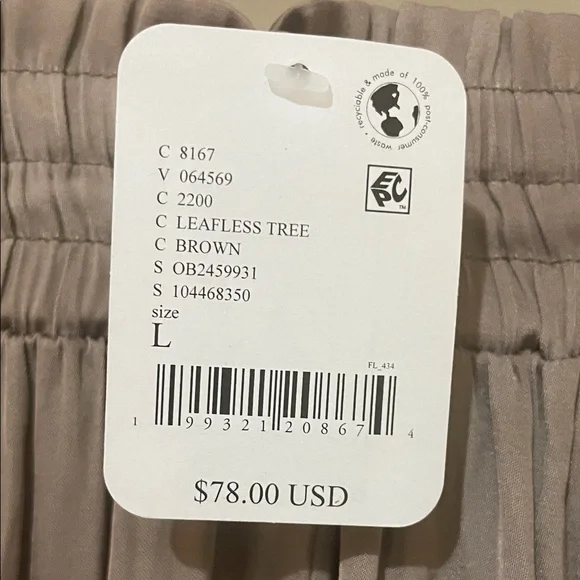 recyclable & made of 100% post-consumer waste •
C 8167
V 064569
EPC™
C 2200
C LEAFLESS TREE
C BROWN
S OB2459931
S 104468350
size
L
FL_434
1 99321 20867 4
$78.00 USD